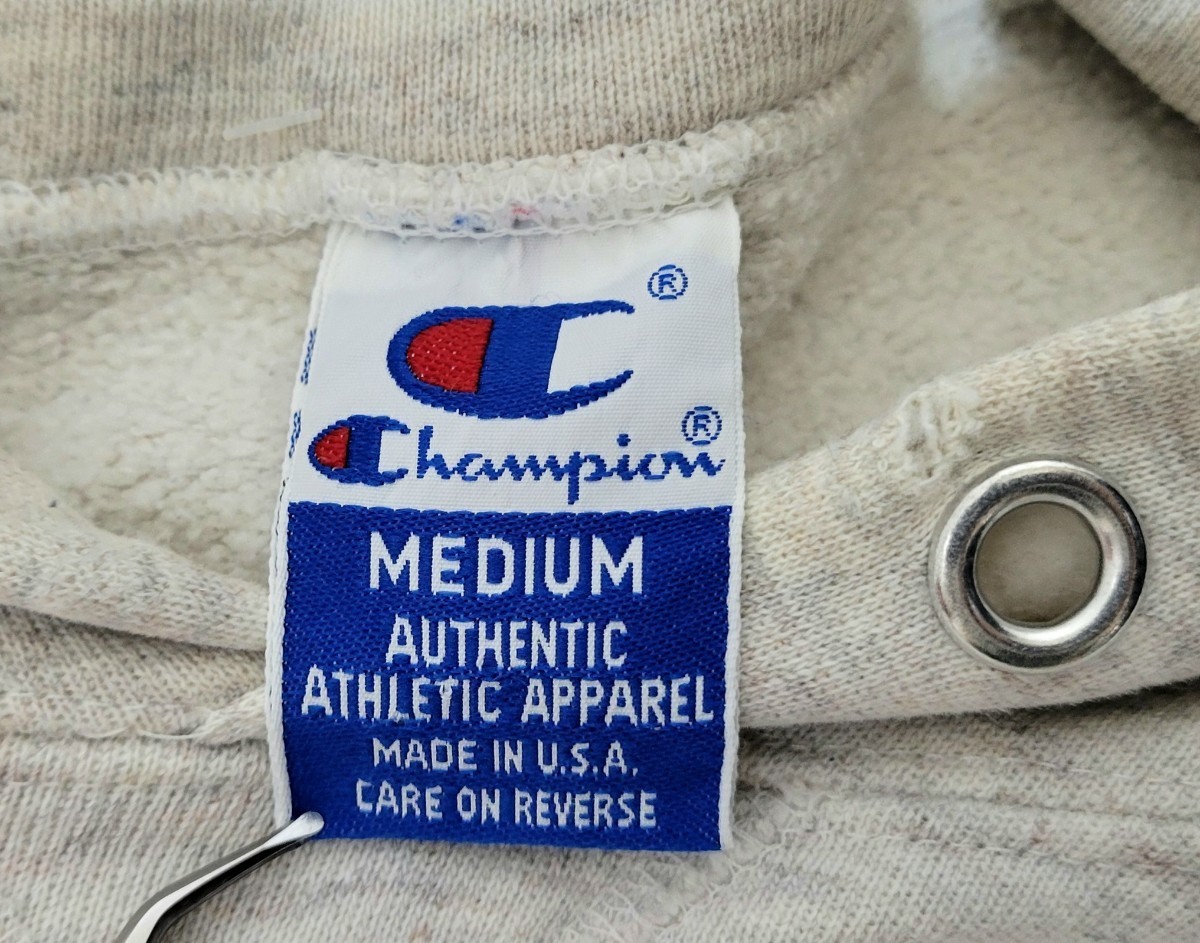 ®
Champion®
MEDIUM
AUTHENTIC
ATHLETIC APPAREL
MADE IN U.S.A.
CARE ON REVERSE